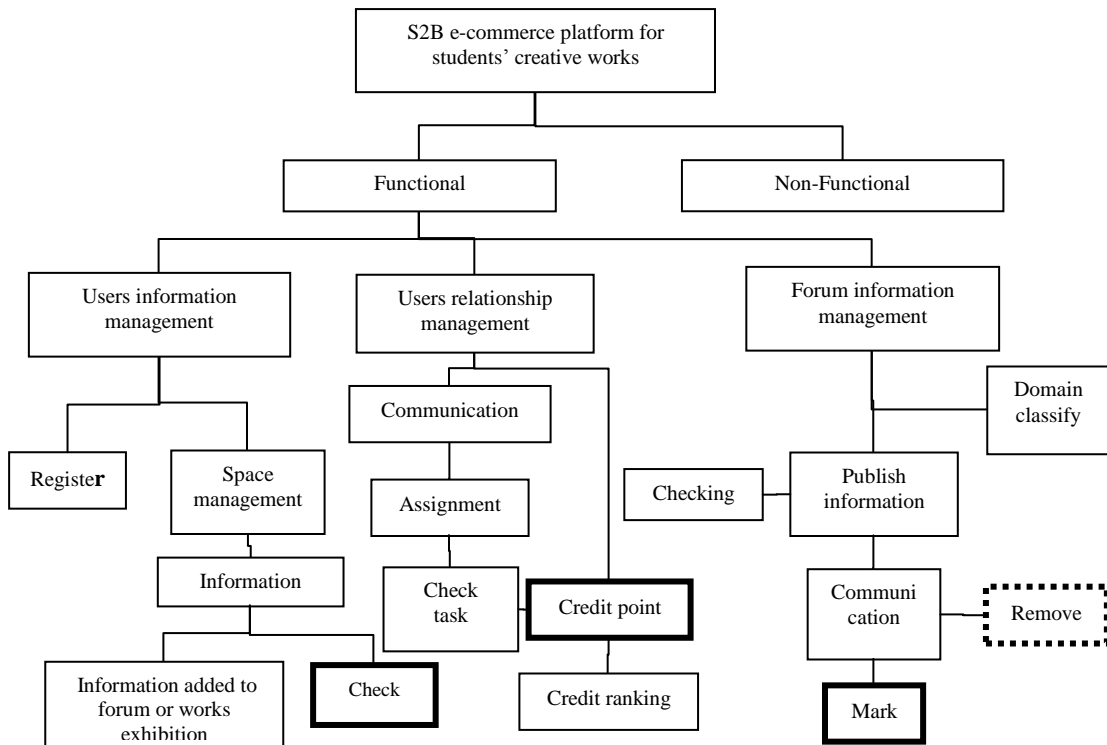 S2B e-commerce platform for
students’ creative works
Functional
Non-Functional
Users information
management
Users relationship
management
Forum information
management
Domain
classify
Communication
Register
Space
management
Publish
information
Checking
Assignment
Information
Check
task
Credit point
Communi
cation
Remove
Information added to
forum or works
exhibition
Check
Credit ranking
Mark